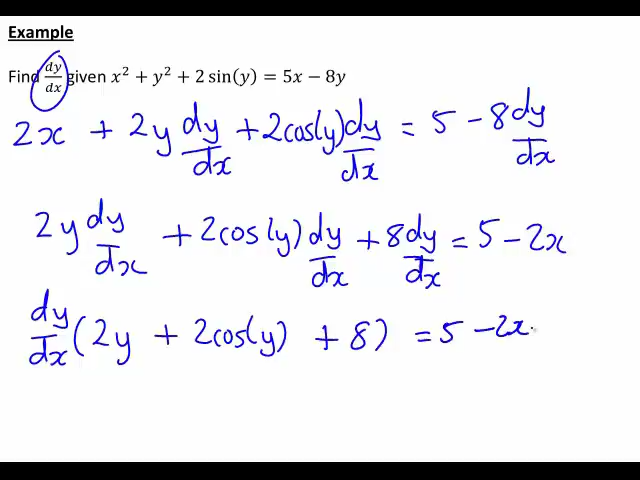 Example
Find dy/dx given x² + y² + 2 sin(y) = 5x − 8y
2x + 2y dy/dx + 2cos(y) dy/dx = 5 − 8 dy/dx
2y dy/dx + 2cos(y) dy/dx + 8 dy/dx = 5 − 2x
dy/dx (2y + 2cos(y) + 8) = 5 − 2x